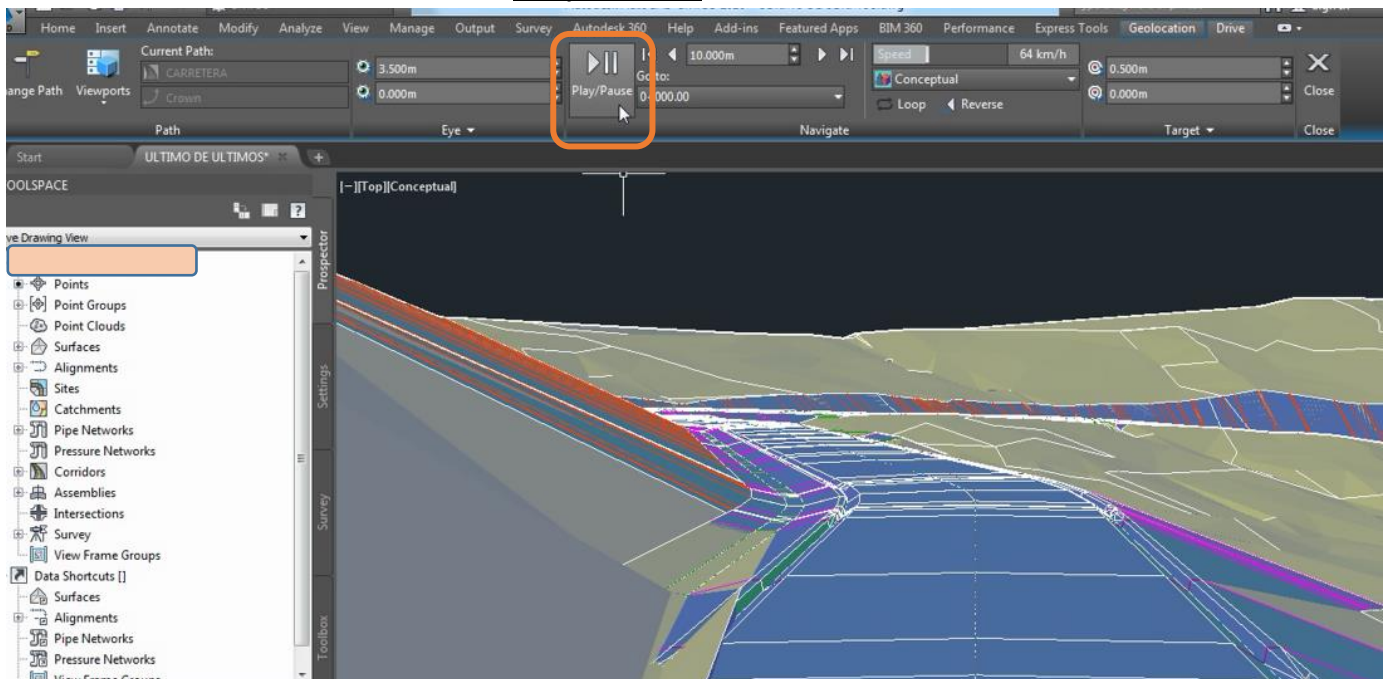 Home Insert Annotate Modify Analyze View Manage Output Survey Autodesk 360 Help Add-ins Featured Apps BIM 360 Performance Express Tools Geolocation Drive
Current Path:
CARRETERA
Crown
Path Viewports
Path
3.500m
0.000m
Eye
Play/Pause
10.000m
Go to:
0+000.00
Navigate
Speed 64 km/h
Conceptual
Loop Reverse
0.500m
0.000m
Target
Close
Close
Start ULTIMO DE ULTIMOS* +
OOLSPACE
ve Drawing View
Points
Point Groups
Point Clouds
Surfaces
Alignments
Sites
Catchments
Pipe Networks
Pressure Networks
Corridors
Assemblies
Intersections
Survey
View Frame Groups
Data Shortcuts []
Surfaces
Alignments
Pipe Networks
Pressure Networks
Prospector
Settings
Survey
Toolbox
[−][Top][Conceptual]